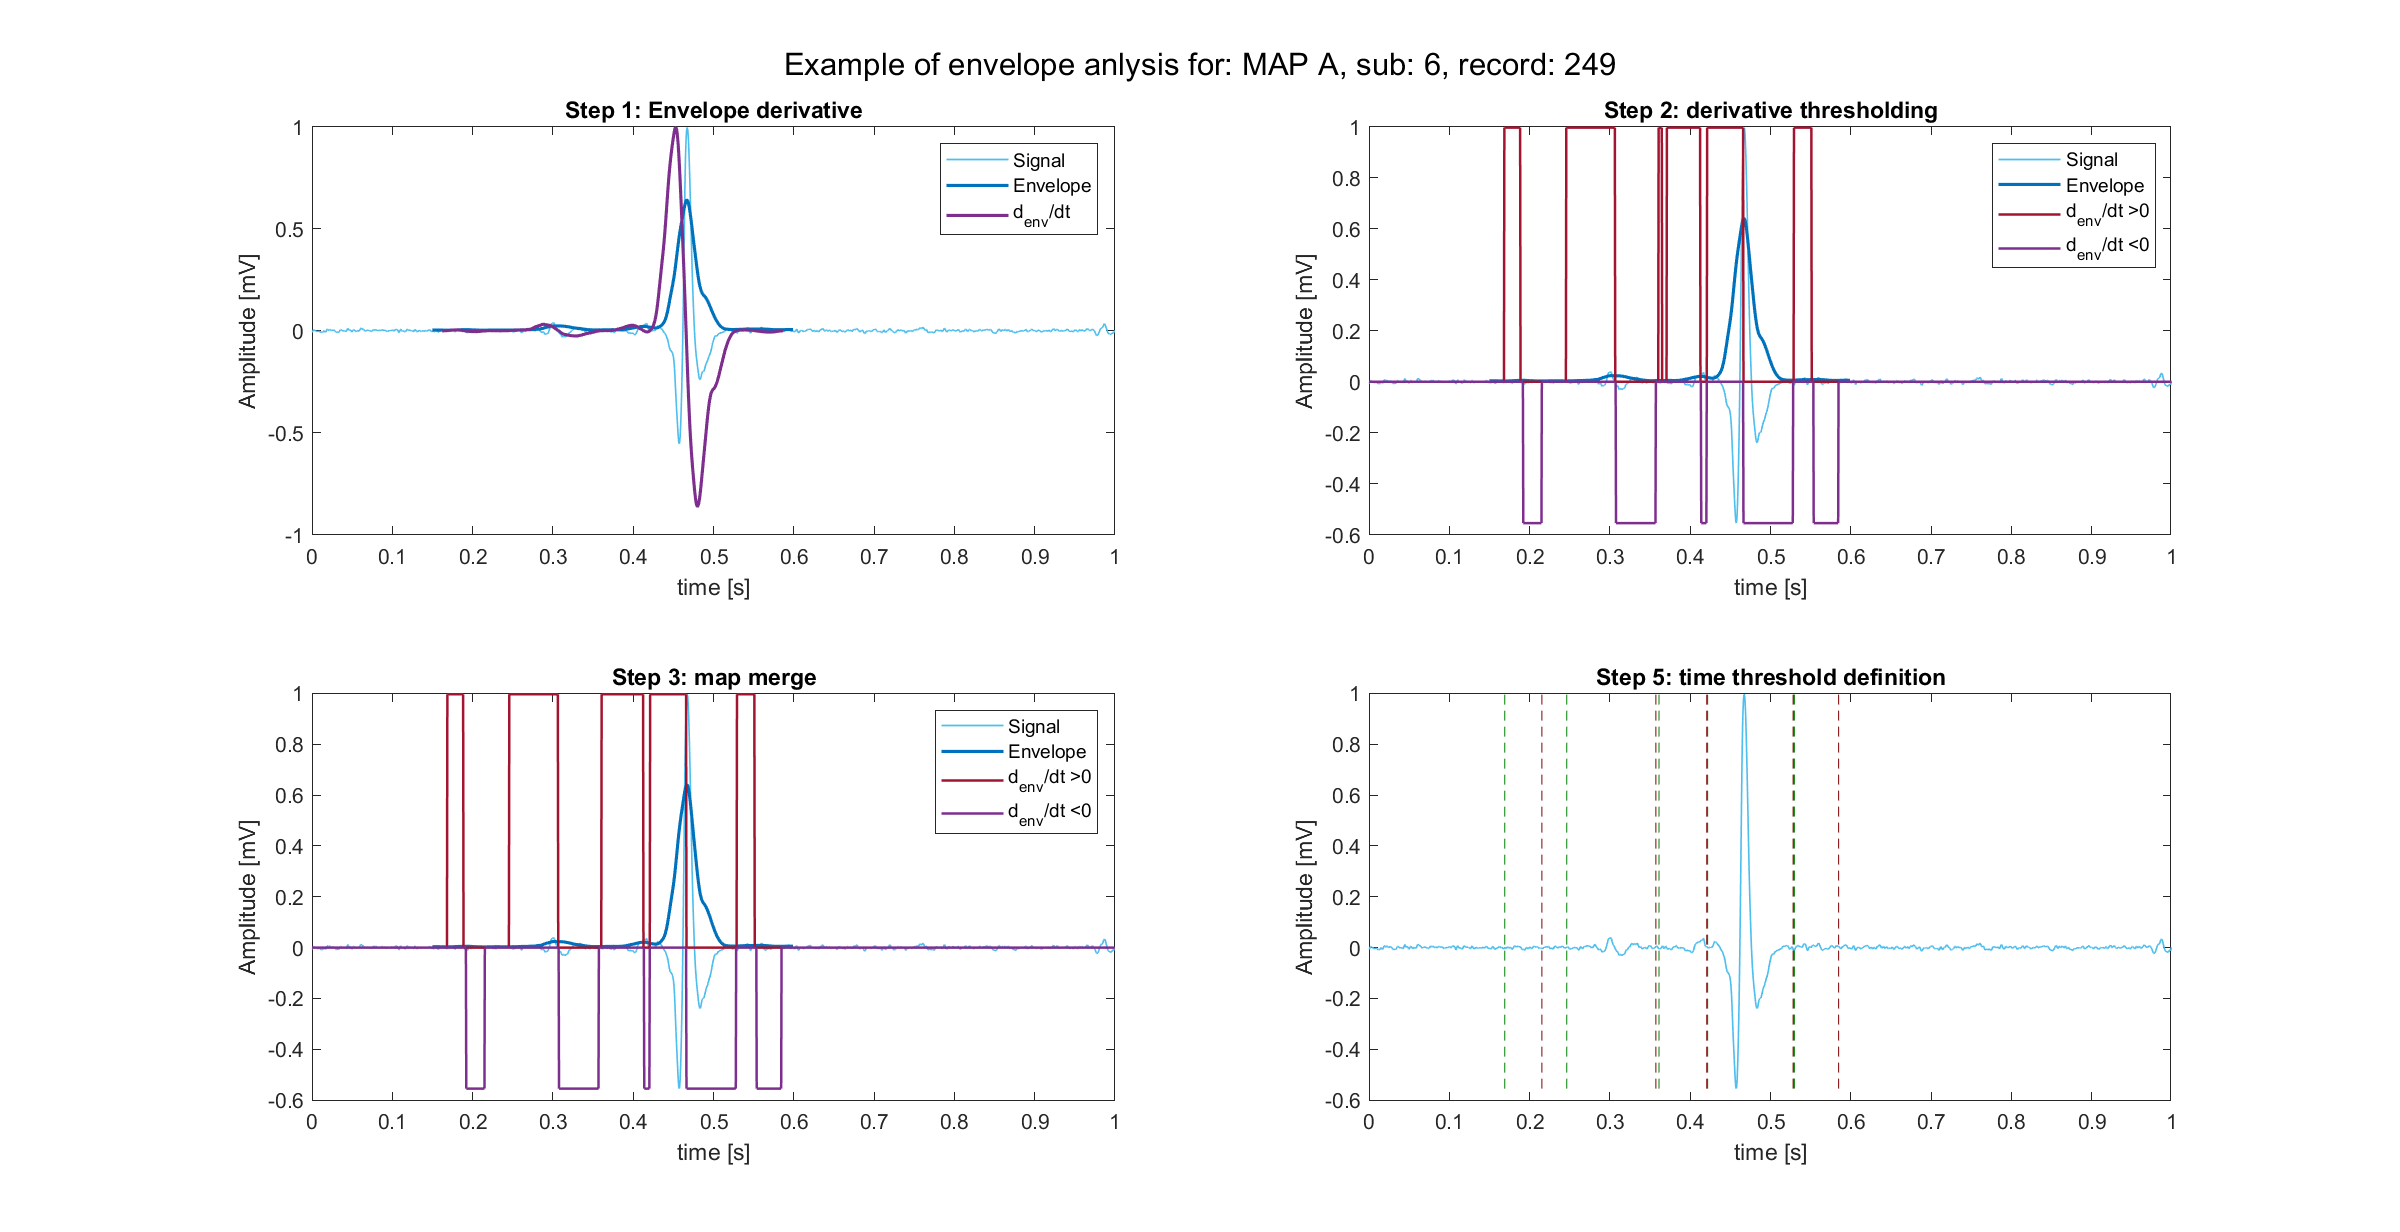 Example of envelope anlysis for: MAP A, sub: 6, record: 249
Step 1: Envelope derivative
1
0.5
0
-0.5
-1
Amplitude [mV]
0 0.1 0.2 0.3 0.4 0.5 0.6 0.7 0.8 0.9 1
time [s]
Signal
Envelope
d_env/dt
Step 2: derivative thresholding
1
0.8
0.6
0.4
0.2
0
-0.2
-0.4
-0.6
Amplitude [mV]
0 0.1 0.2 0.3 0.4 0.5 0.6 0.7 0.8 0.9 1
time [s]
Signal
Envelope
d_env/dt >0
d_env/dt <0
Step 3: map merge
1
0.8
0.6
0.4
0.2
0
-0.2
-0.4
-0.6
Amplitude [mV]
0 0.1 0.2 0.3 0.4 0.5 0.6 0.7 0.8 0.9 1
time [s]
Signal
Envelope
d_env/dt >0
d_env/dt <0
Step 5: time threshold definition
1
0.8
0.6
0.4
0.2
0
-0.2
-0.4
-0.6
Amplitude [mV]
0 0.1 0.2 0.3 0.4 0.5 0.6 0.7 0.8 0.9 1
time [s]